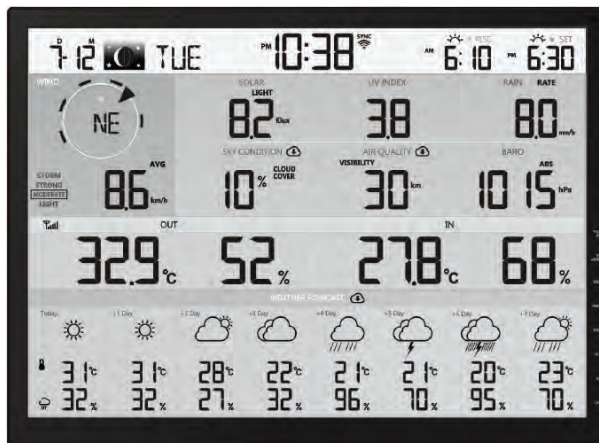 D M
7-12 TUE PM 10:38 SYNC AM RISE 6:10 PM SET 6:30
WIND SOLAR UV INDEX RAIN RATE
LIGHT
N
NE 82 Klux 3.8 8.0 mm/h
SKY CONDITION AIR QUALITY BARO
STORM AVG CLOUD COVER VISIBILITY ABS
STRONG
MODERATE 8.6 km/h 10 % 30 km 1015 hPa
LIGHT
OUT IN
32.9 °C 52 % 27.8 °C 68 %
WEATHER FORECAST
Today +1 Day +2 Day +3 Day +4 Day +5 Day +6 Day +7 Day
31 °C 31 °C 28 °C 22 °C 21 °C 21 °C 20 °C 23 °C
32 % 32 % 27 % 32 % 96 % 70 % 95 % 70 %